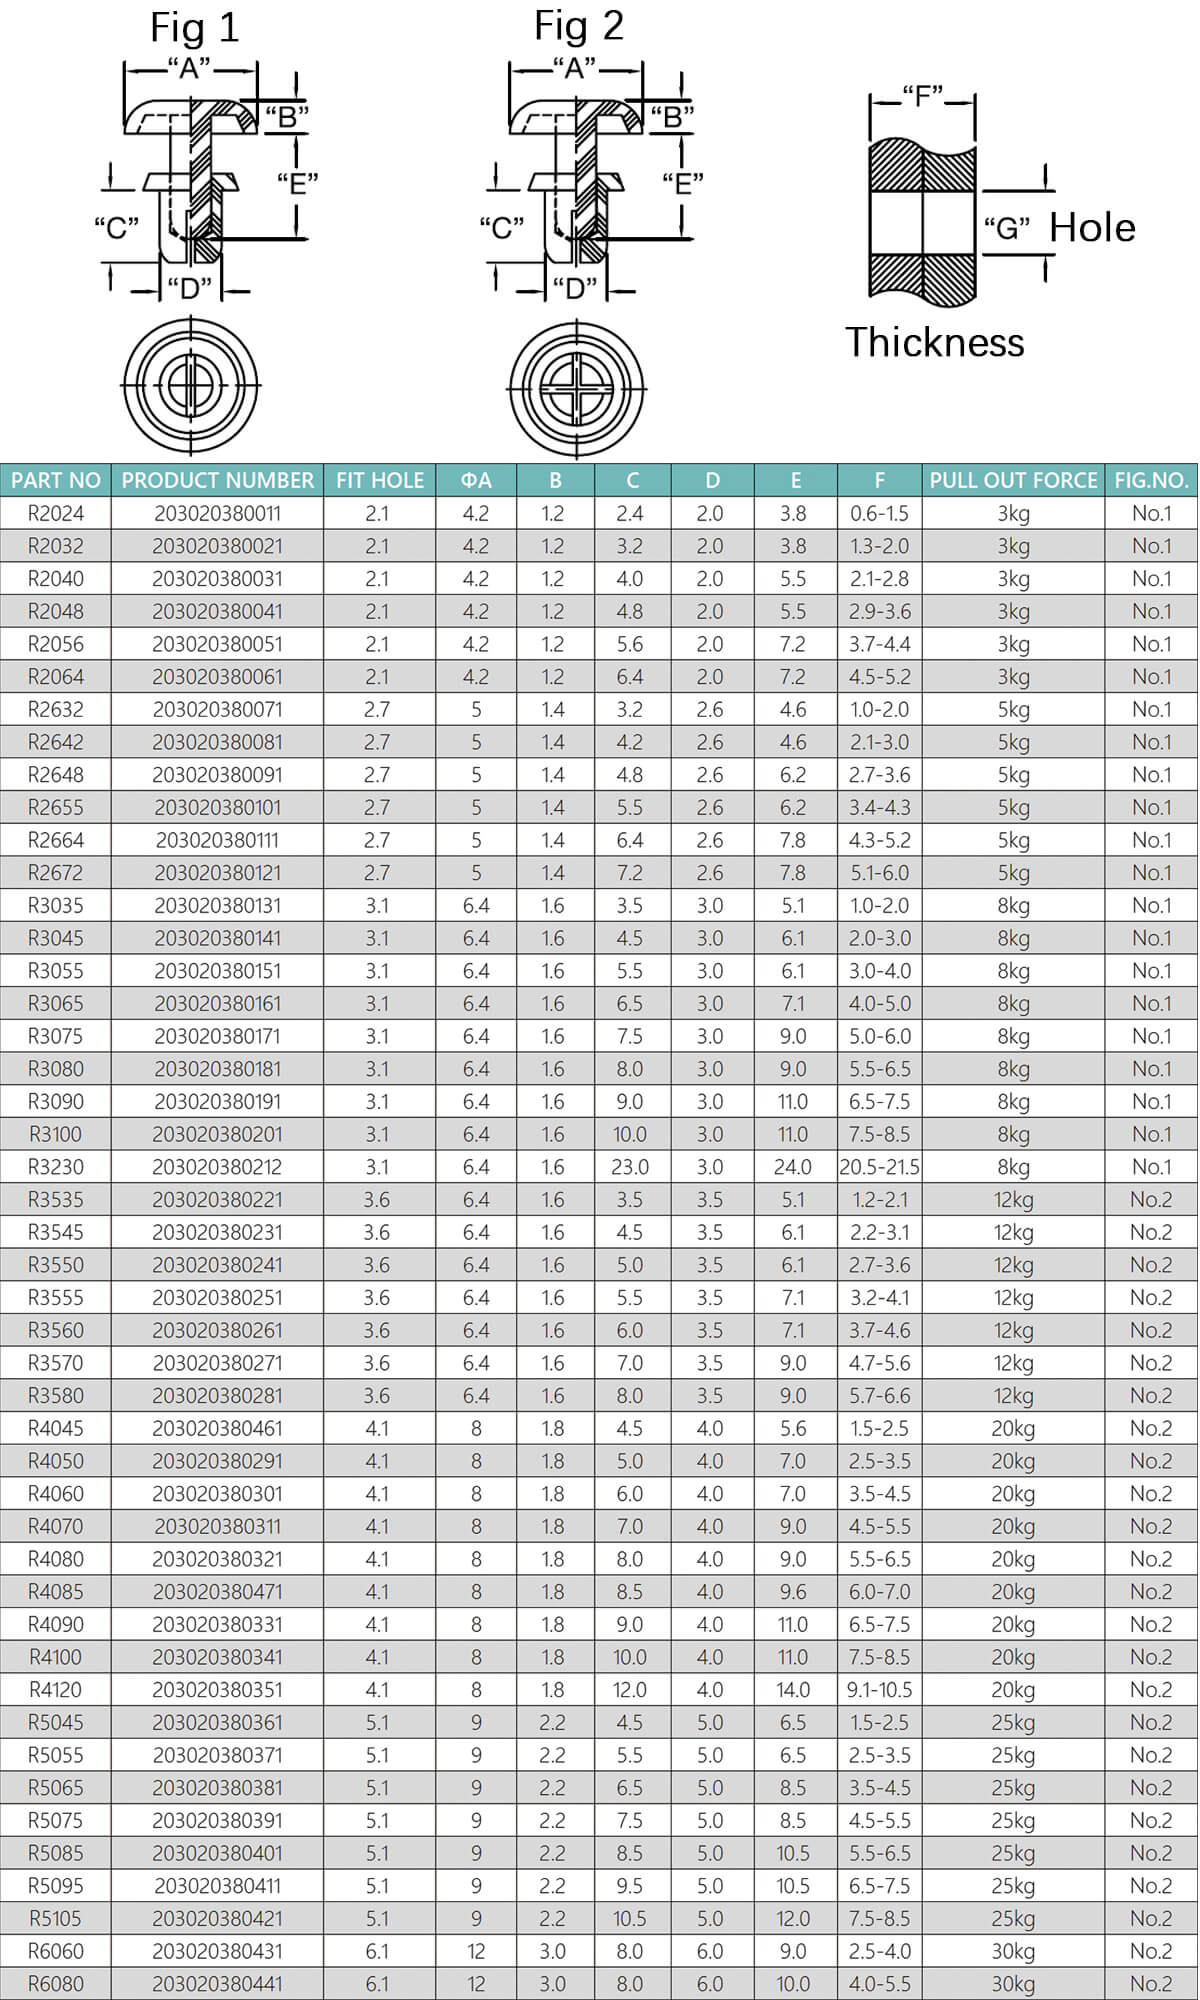 Fig 1 Fig 2
“A” “A”
“F”
“B” “B”
“E” “E”
“C” “C”
“G” Hole
“D” “D”
Thickness
PART NO PRODUCT NUMBER FIT HOLE ΦA B C D E F PULL OUT FORCE FIG.NO.
R2024 203020380011 2.1 4.2 1.2 2.4 2.0 3.8 0.6-1.5 3kg No.1
R2032 203020380021 2.1 4.2 1.2 3.2 2.0 3.8 1.3-2.0 3kg No.1
R2040 203020380031 2.1 4.2 1.2 4.0 2.0 5.5 2.1-2.8 3kg No.1
R2048 203020380041 2.1 4.2 1.2 4.8 2.0 5.5 2.9-3.6 3kg No.1
R2056 203020380051 2.1 4.2 1.2 5.6 2.0 7.2 3.7-4.4 3kg No.1
R2064 203020380061 2.1 4.2 1.2 6.4 2.0 7.2 4.5-5.2 3kg No.1
R2632 203020380071 2.7 5 1.4 3.2 2.6 4.6 1.0-2.0 5kg No.1
R2642 203020380081 2.7 5 1.4 4.2 2.6 4.6 2.1-3.0 5kg No.1
R2648 203020380091 2.7 5 1.4 4.8 2.6 6.2 2.7-3.6 5kg No.1
R2655 203020380101 2.7 5 1.4 5.5 2.6 6.2 3.4-4.3 5kg No.1
R2664 203020380111 2.7 5 1.4 6.4 2.6 7.8 4.3-5.2 5kg No.1
R2672 203020380121 2.7 5 1.4 7.2 2.6 7.8 5.1-6.0 5kg No.1
R3035 203020380131 3.1 6.4 1.6 3.5 3.0 5.1 1.0-2.0 8kg No.1
R3045 203020380141 3.1 6.4 1.6 4.5 3.0 6.1 2.0-3.0 8kg No.1
R3055 203020380151 3.1 6.4 1.6 5.5 3.0 6.1 3.0-4.0 8kg No.1
R3065 203020380161 3.1 6.4 1.6 6.5 3.0 7.1 4.0-5.0 8kg No.1
R3075 203020380171 3.1 6.4 1.6 7.5 3.0 9.0 5.0-6.0 8kg No.1
R3080 203020380181 3.1 6.4 1.6 8.0 3.0 9.0 5.5-6.5 8kg No.1
R3090 203020380191 3.1 6.4 1.6 9.0 3.0 11.0 6.5-7.5 8kg No.1
R3100 203020380201 3.1 6.4 1.6 10.0 3.0 11.0 7.5-8.5 8kg No.1
R3230 203020380212 3.1 6.4 1.6 23.0 3.0 24.0 20.5-21.5 8kg No.1
R3535 203020380221 3.6 6.4 1.6 3.5 3.5 5.1 1.2-2.1 12kg No.2
R3545 203020380231 3.6 6.4 1.6 4.5 3.5 6.1 2.2-3.1 12kg No.2
R3550 203020380241 3.6 6.4 1.6 5.0 3.5 6.1 2.7-3.6 12kg No.2
R3555 203020380251 3.6 6.4 1.6 5.5 3.5 7.1 3.2-4.1 12kg No.2
R3560 203020380261 3.6 6.4 1.6 6.0 3.5 7.1 3.7-4.6 12kg No.2
R3570 203020380271 3.6 6.4 1.6 7.0 3.5 9.0 4.7-5.6 12kg No.2
R3580 203020380281 3.6 6.4 1.6 8.0 3.5 9.0 5.7-6.6 12kg No.2
R4045 203020380461 4.1 8 1.8 4.5 4.0 5.6 1.5-2.5 20kg No.2
R4050 203020380291 4.1 8 1.8 5.0 4.0 7.0 2.5-3.5 20kg No.2
R4060 203020380301 4.1 8 1.8 6.0 4.0 7.0 3.5-4.5 20kg No.2
R4070 203020380311 4.1 8 1.8 7.0 4.0 9.0 4.5-5.5 20kg No.2
R4080 203020380321 4.1 8 1.8 8.0 4.0 9.0 5.5-6.5 20kg No.2
R4085 203020380471 4.1 8 1.8 8.5 4.0 9.6 6.0-7.0 20kg No.2
R4090 203020380331 4.1 8 1.8 9.0 4.0 11.0 6.5-7.5 20kg No.2
R4100 203020380341 4.1 8 1.8 10.0 4.0 11.0 7.5-8.5 20kg No.2
R4120 203020380351 4.1 8 1.8 12.0 4.0 14.0 9.1-10.5 20kg No.2
R5045 203020380361 5.1 9 2.2 4.5 5.0 6.5 1.5-2.5 25kg No.2
R5055 203020380371 5.1 9 2.2 5.5 5.0 6.5 2.5-3.5 25kg No.2
R5065 203020380381 5.1 9 2.2 6.5 5.0 8.5 3.5-4.5 25kg No.2
R5075 203020380391 5.1 9 2.2 7.5 5.0 8.5 4.5-5.5 25kg No.2
R5085 203020380401 5.1 9 2.2 8.5 5.0 10.5 5.5-6.5 25kg No.2
R5095 203020380411 5.1 9 2.2 9.5 5.0 10.5 6.5-7.5 25kg No.2
R5105 203020380421 5.1 9 2.2 10.5 5.0 12.0 7.5-8.5 25kg No.2
R6060 203020380431 6.1 12 3.0 8.0 6.0 9.0 2.5-4.0 30kg No.2
R6080 203020380441 6.1 12 3.0 8.0 6.0 10.0 4.0-5.5 30kg No.2